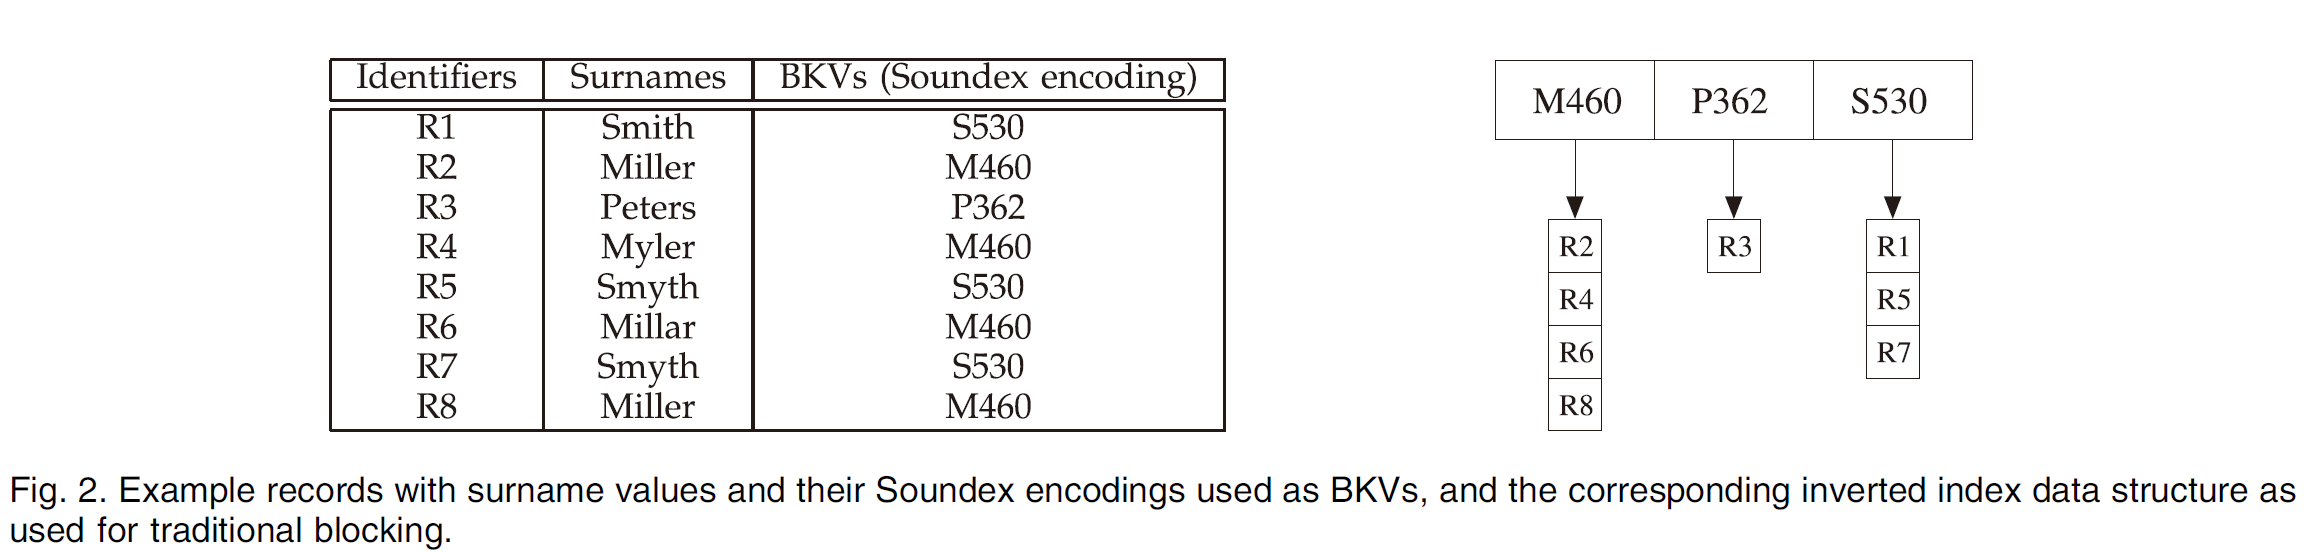 Identifiers Surnames BKVs (Soundex encoding)
R1 Smith S530
R2 Miller M460
R3 Peters P362
R4 Myler M460
R5 Smyth S530
R6 Millar M460
R7 Smyth S530
R8 Miller M460
M460 P362 S530
R2 R3 R1
R4 R5
R6 R7
R8
Fig. 2. Example records with surname values and their Soundex encodings used as BKVs, and the corresponding inverted index data structure as
used for traditional blocking.